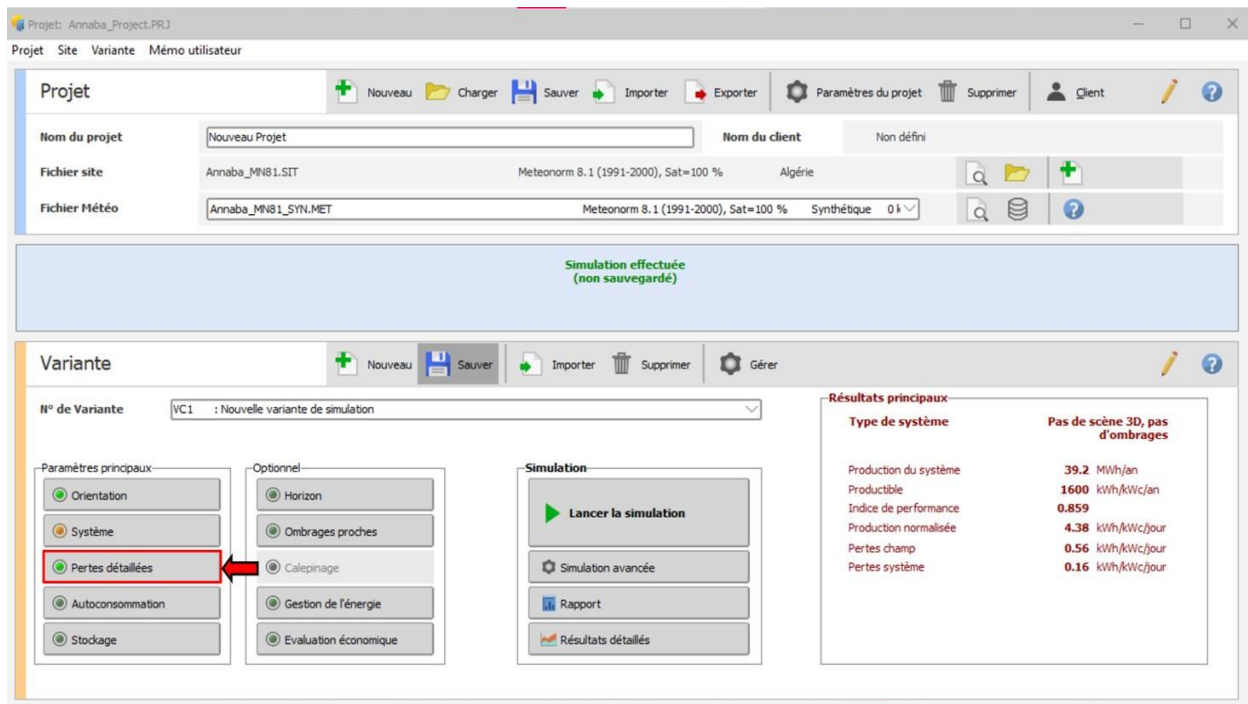 Projet: Annaba_Project.PRJ
Projet Site Variante Mémo utilisateur
Projet Nouveau Charger Sauver Importer Exporter Paramètres du projet Supprimer Client
Nom du projet Nouveau Projet Nom du client Non défini
Fichier site Annaba_MN81.SIT Meteonorm 8.1 (1991-2000), Sat=100 % Algérie
Fichier Météo Annaba_MN81_SYN.MET Meteonorm 8.1 (1991-2000), Sat=100 % Synthétique 0 k
Simulation effectuée
(non sauvegardé)
Variante Nouveau Sauver Importer Supprimer Gérer
N° de Variante VC1 : Nouvelle variante de simulation
Paramètres principaux
Orientation
Système
Pertes détaillées
Autoconsommation
Stockage
Optionnel
Horizon
Ombrages proches
Calepinage
Gestion de l'énergie
Evaluation économique
Simulation
Lancer la simulation
Simulation avancée
Rapport
Résultats détaillés
Résultats principaux
Type de système Pas de scène 3D, pas
d'ombrages
Production du système 39.2 MWh/an
Productible 1600 kWh/kWc/an
Indice de performance 0.859
Production normalisée 4.38 kWh/kWc/jour
Pertes champ 0.56 kWh/kWc/jour
Pertes système 0.16 kWh/kWc/jour